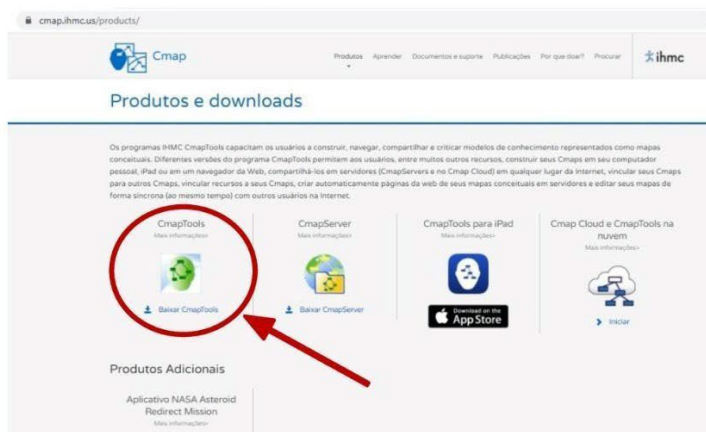 cmap.ihmc.us/products/
Cmap
Produtos Aprender Documentos e suporte Publicações Por que doar? Procurar
ihmc
Produtos e downloads
Os programas IHMC CmapTools capacitam os usuários a construir, navegar, compartilhar e criticar modelos de conhecimento representados como mapas
conceituais. Diferentes versões do programa CmapTools permitem aos usuários, entre muitos outros recursos, construir seus Cmaps em seu computador
pessoal, iPad ou em um navegador da Web, compartilhá-los em servidores (CmapServers e no Cmap Cloud) em qualquer lugar da Internet, vincular seus Cmaps
para outros Cmaps, vincular recursos a seus Cmaps, criar automaticamente páginas da web de seus mapas conceituais em servidores e editar seus mapas de
forma síncrona (ao mesmo tempo) com outros usuários na Internet.
CmapTools
Mais informações>
Baixar CmapTools
CmapServer
Mais informações>
Baixar CmapServer
CmapTools para iPad
Mais informações>
Download on the
App Store
Cmap Cloud e CmapTools na
nuvem
Mais informações>
Iniciar
Produtos Adicionais
Aplicativo NASA Asteroid
Redirect Mission
Mais informações>